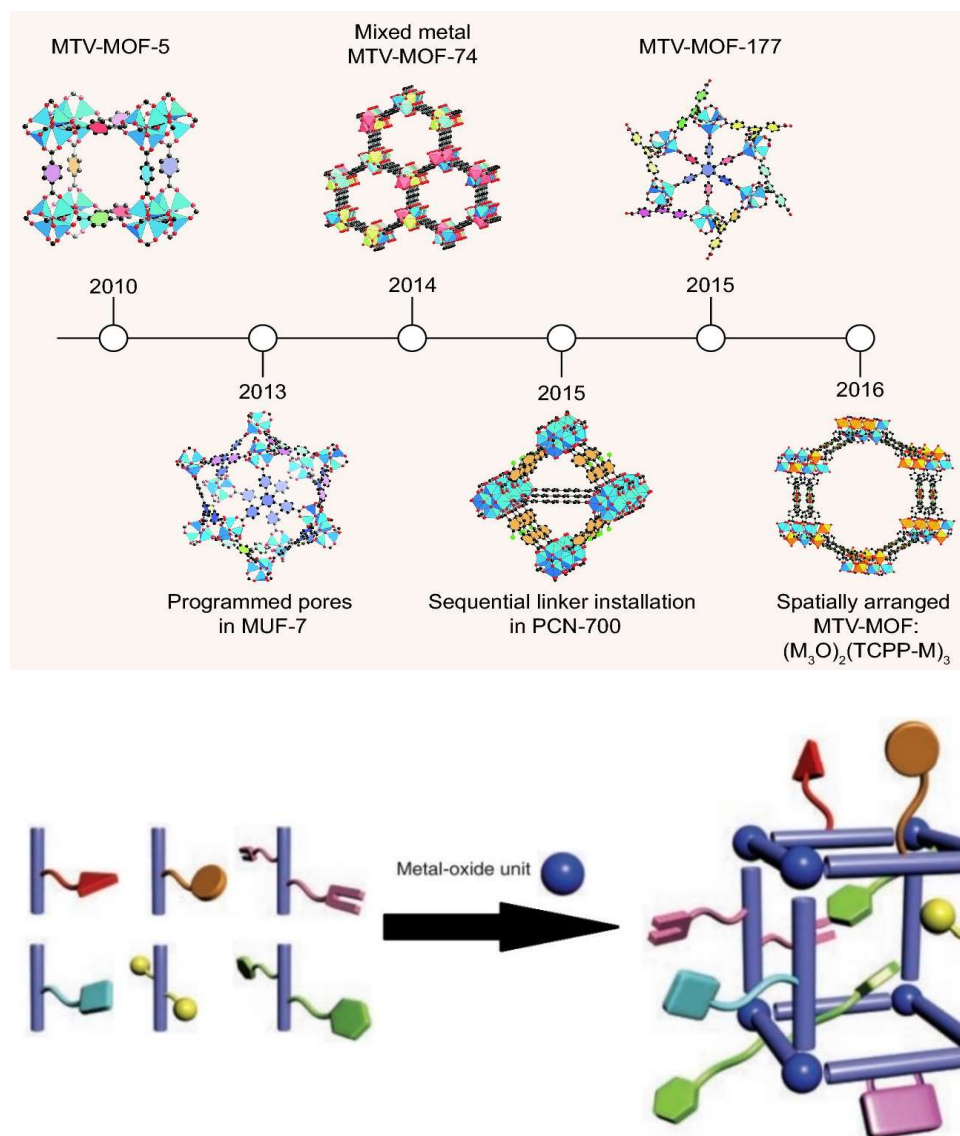 MTV-MOF-5
Mixed metal
MTV-MOF-74
MTV-MOF-177
2010
2014
2015
2013
2015
2016
Programmed pores
in MUF-7
Sequential linker installation
in PCN-700
Spatially arranged
MTV-MOF:
(M₃O)₂(TCPP-M)₃
Metal-oxide unit